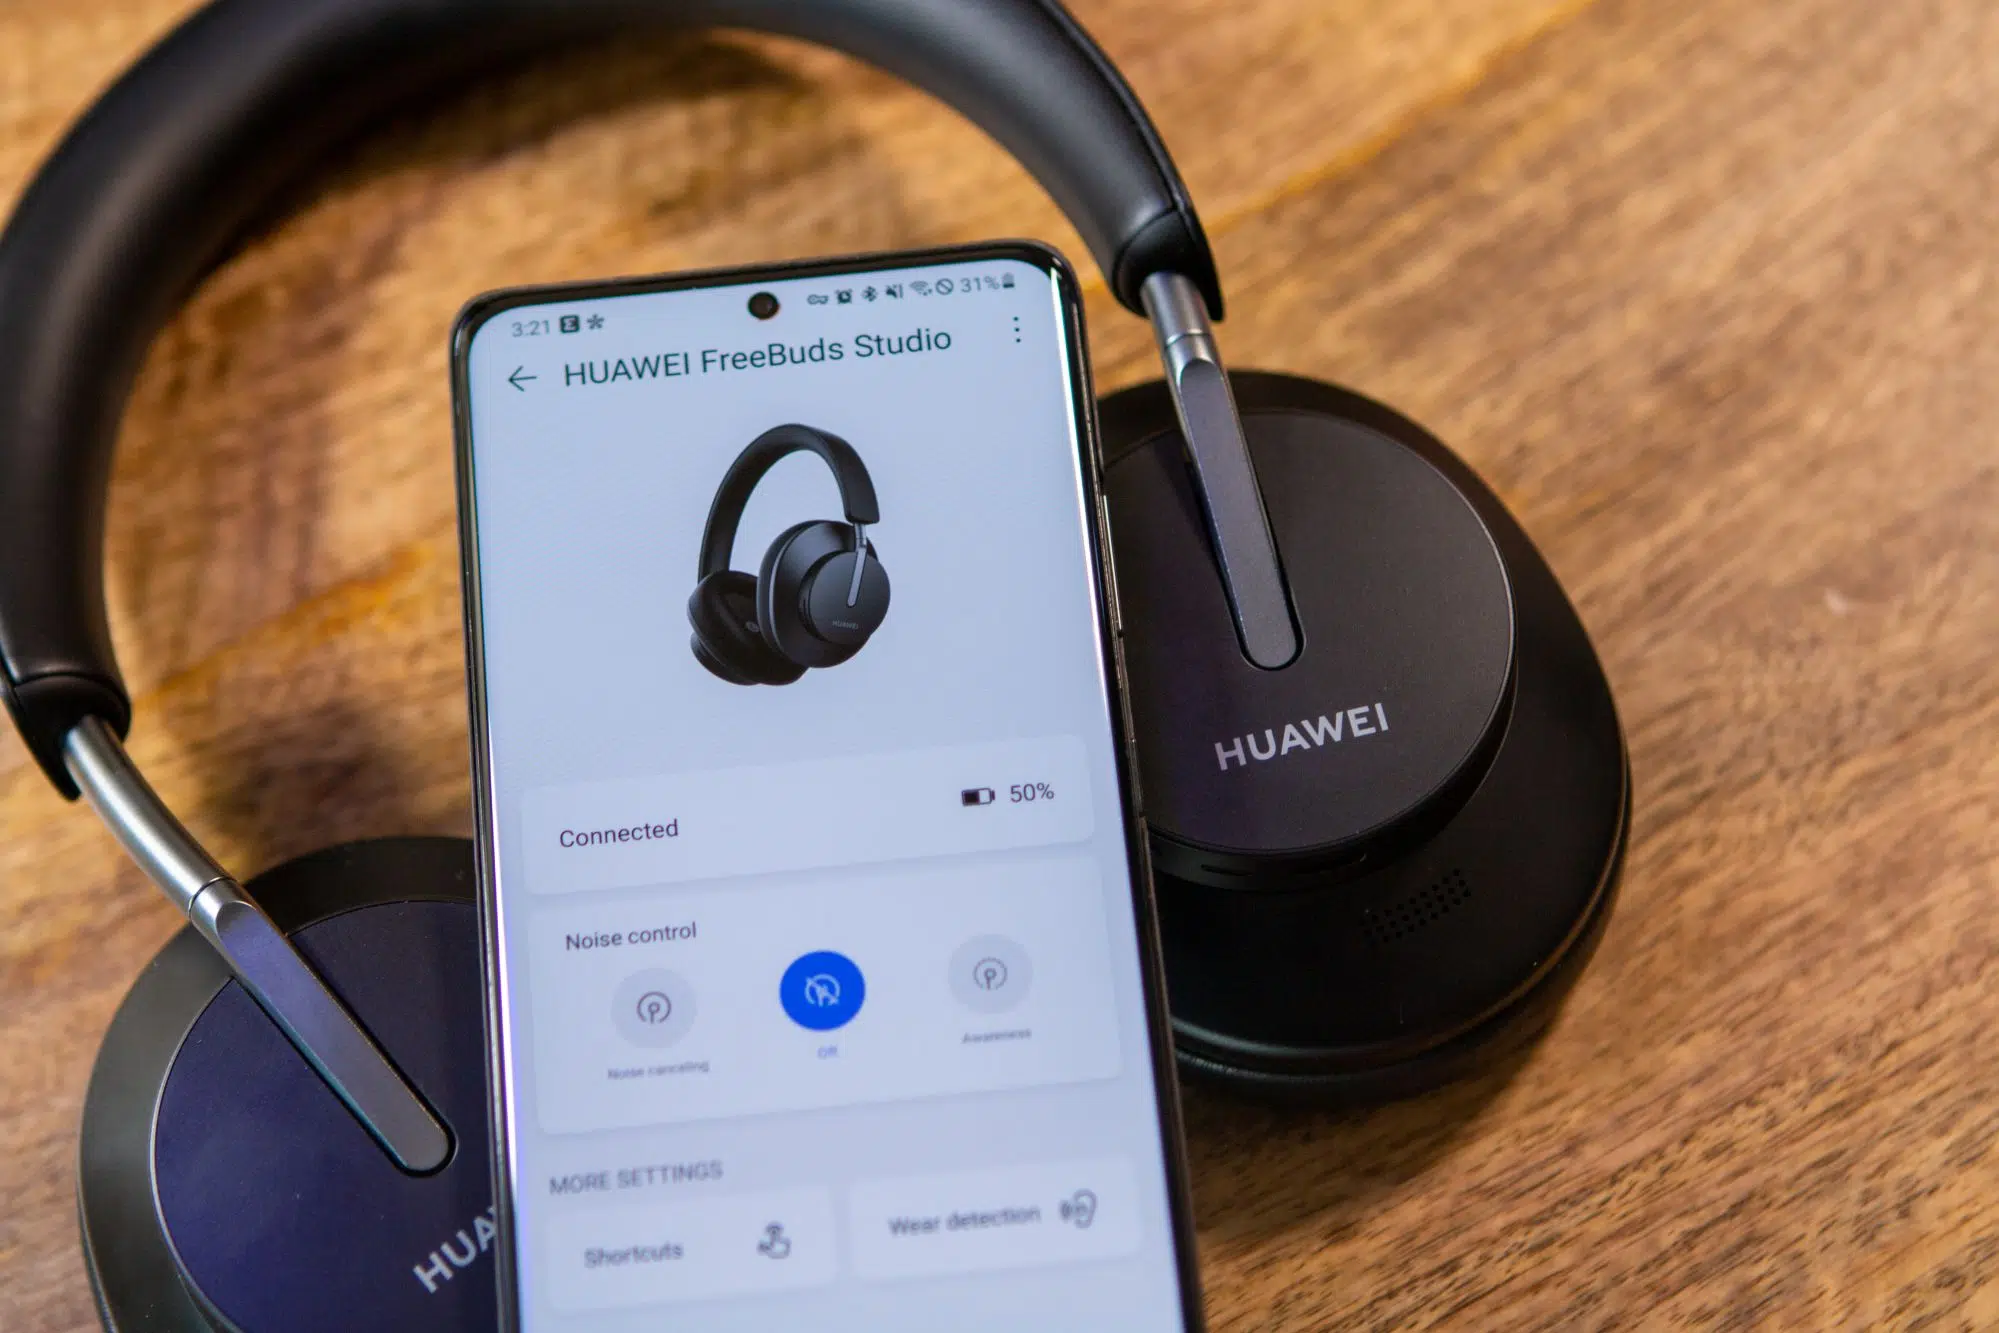 3:21 31%
HUAWEI FreeBuds Studio
HUAWEI
Connected 50%
Noise control
Noise canceling Off Awareness
MORE SETTINGS
Shortcuts Wear detection
HUAWEI
HUAW